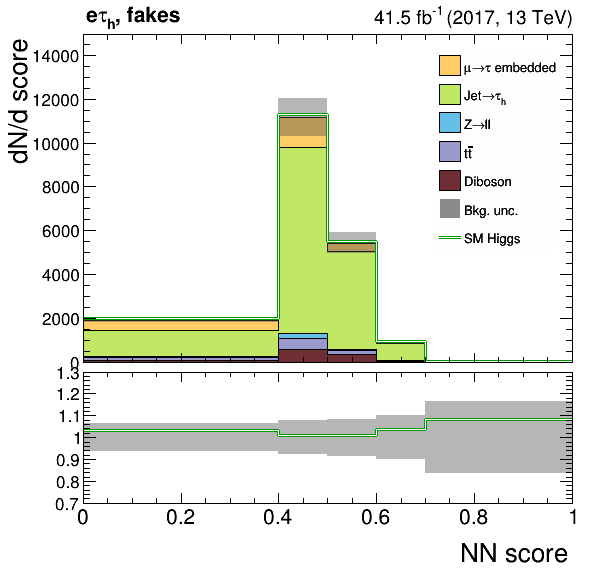 eτh, fakes
41.5 fb⁻¹ (2017, 13 TeV)
dN/d score
14000
12000
10000
8000
6000
4000
2000
0
μ→τ embedded
Jet→τh
Z→ll
tt̄
Diboson
Bkg. unc.
SM Higgs
1.3
1.2
1.1
1
0.9
0.8
0.7
0 0.2 0.4 0.6 0.8 1
NN score